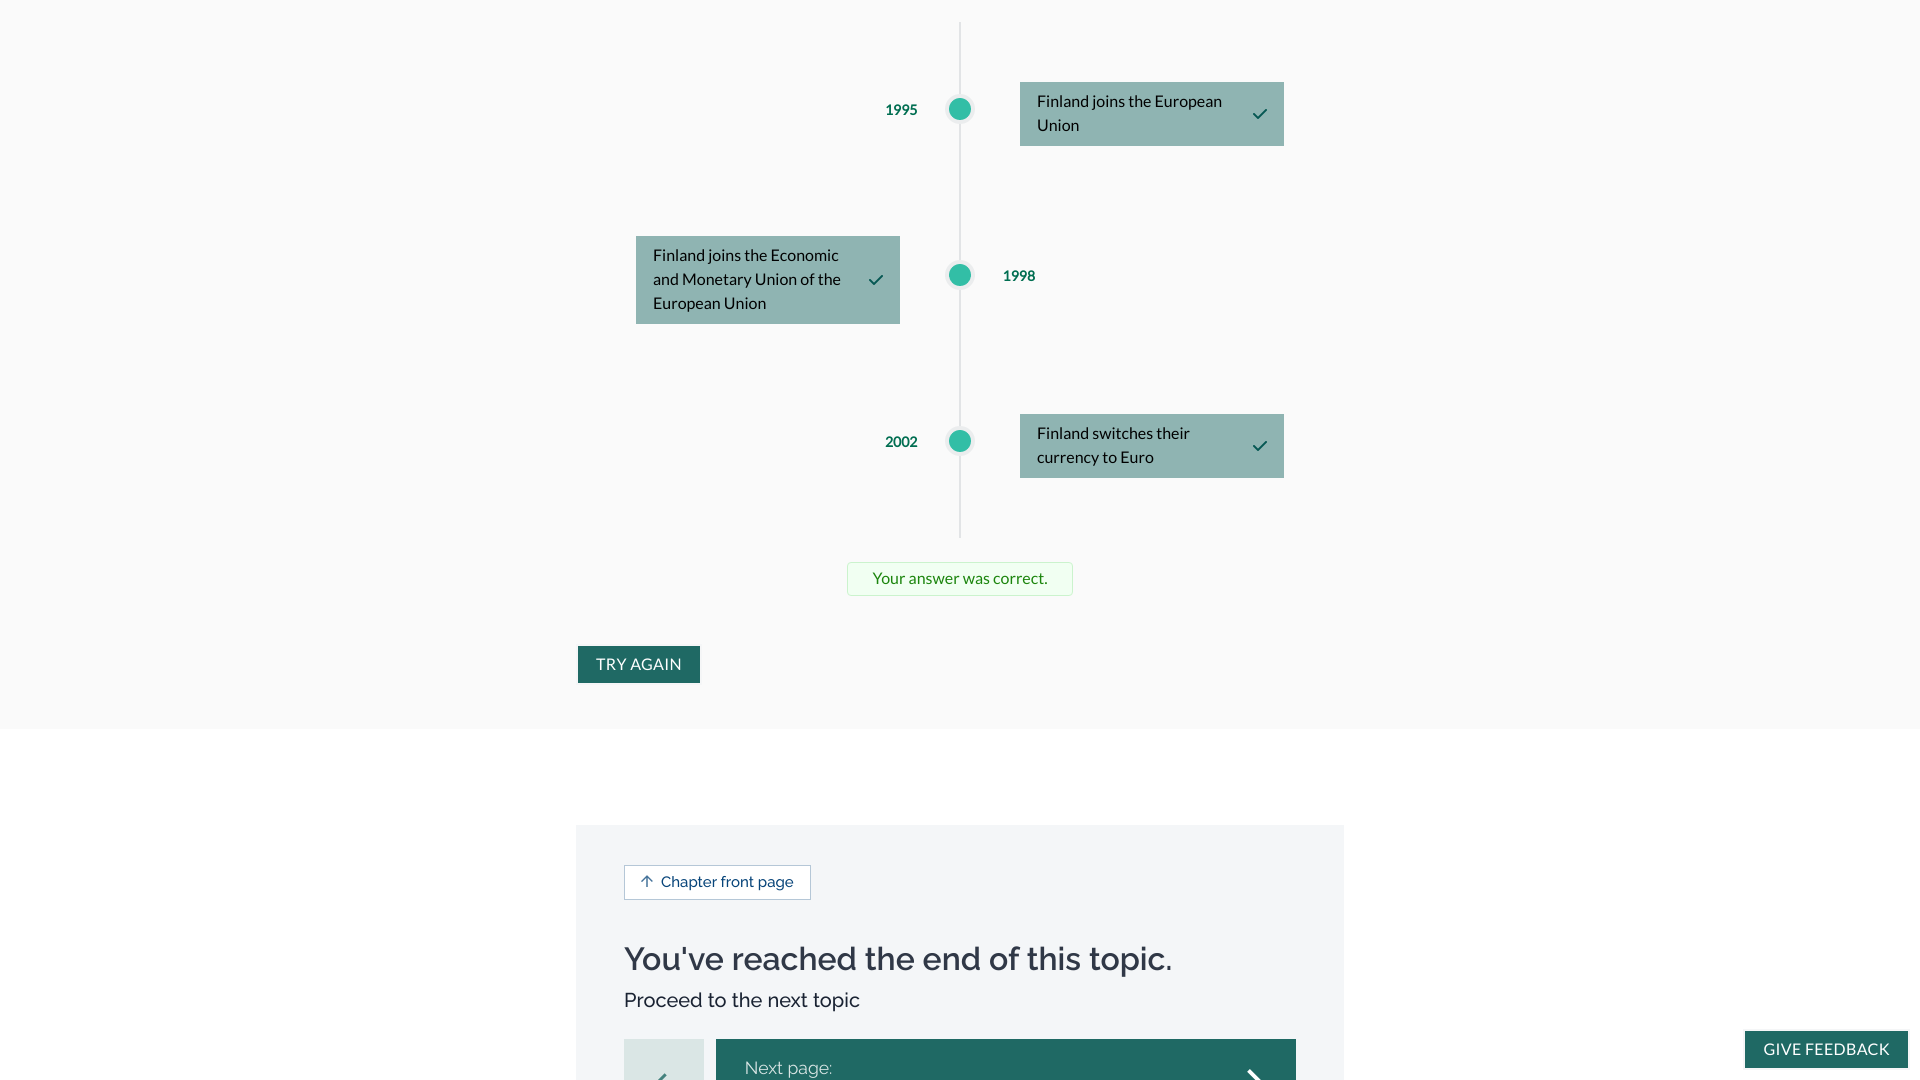 1995
Finland joins the European
Union
Finland joins the Economic
and Monetary Union of the
European Union
1998
2002
Finland switches their
currency to Euro
Your answer was correct.
TRY AGAIN
Chapter front page
You've reached the end of this topic.
Proceed to the next topic
Next page:
GIVE FEEDBACK